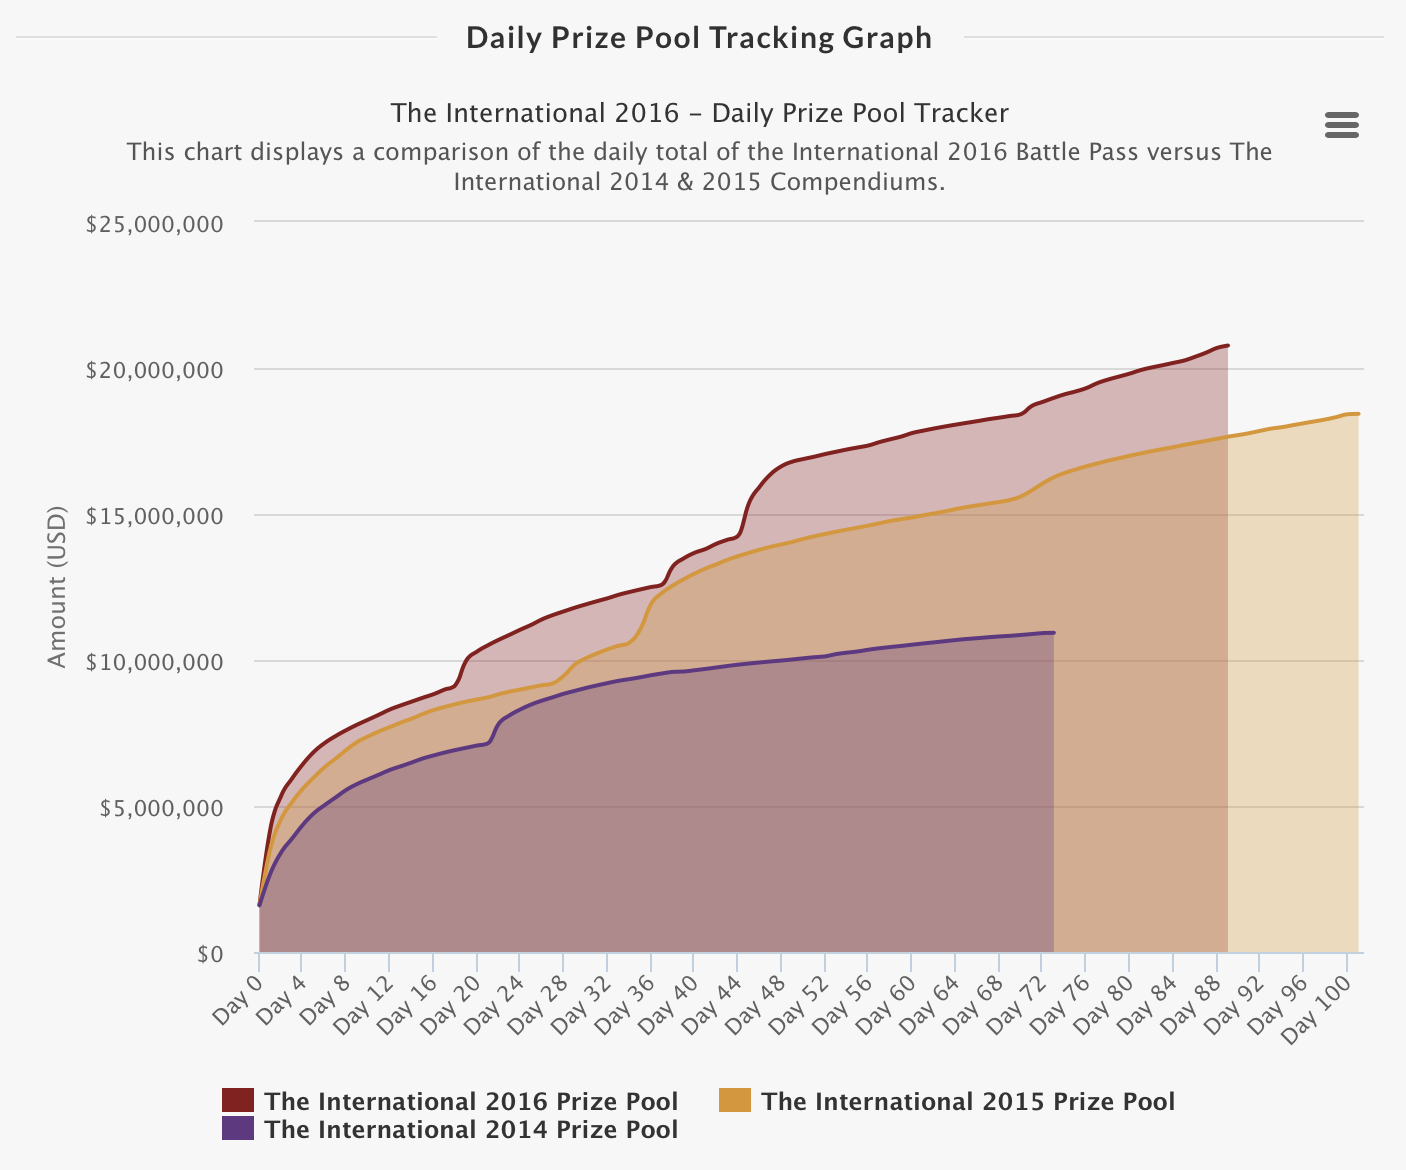 Daily Prize Pool Tracking Graph
The International 2016 – Daily Prize Pool Tracker
This chart displays a comparison of the daily total of the International 2016 Battle Pass versus The
International 2014 & 2015 Compendiums.
Amount (USD)
$25,000,000
$20,000,000
$15,000,000
$10,000,000
$5,000,000
$0
Day 0
Day 4
Day 8
Day 12
Day 16
Day 20
Day 24
Day 28
Day 32
Day 36
Day 40
Day 44
Day 48
Day 52
Day 56
Day 60
Day 64
Day 68
Day 72
Day 76
Day 80
Day 84
Day 88
Day 92
Day 96
Day 100
The International 2016 Prize Pool
The International 2015 Prize Pool
The International 2014 Prize Pool